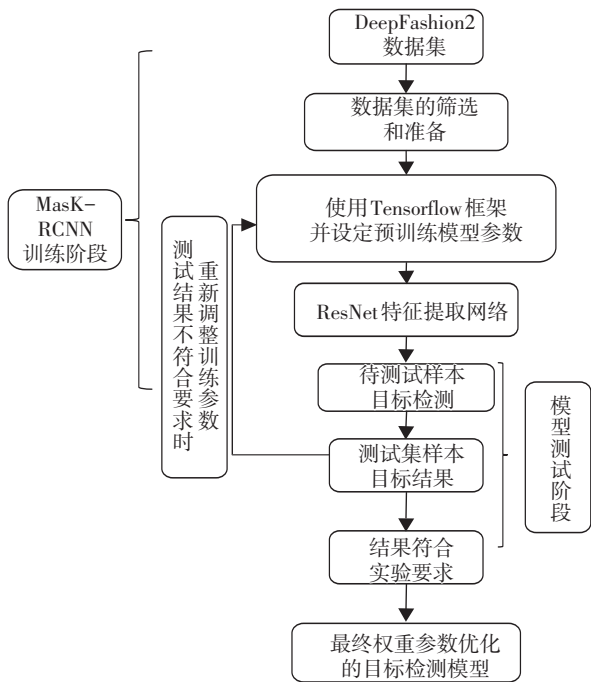 DeepFashion2
数据集
数据集的筛选
和准备
MasK-
RCNN
训练阶段
使用Tensorflow框架
并设定预训练模型参数
测试结果不符合要求时
重新调整训练参数
ResNet特征提取网络
待测试样本
目标检测
测试集样本
目标结果
模型测试阶段
结果符合
实验要求
最终权重参数优化
的目标检测模型